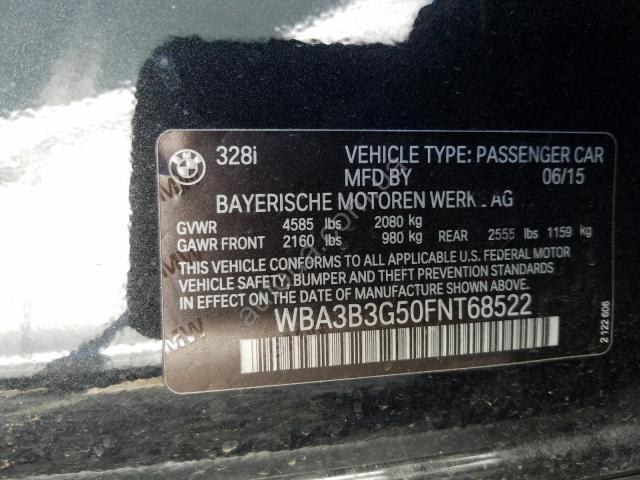 328i VEHICLE TYPE: PASSENGER CAR
MFD BY 06/15
BAYERISCHE MOTOREN WERK AG
GVWR 4585 lbs 2080 kg
GAWR FRONT 2160 lbs 980 kg REAR 2555 lbs 1159 kg
THIS VEHICLE CONFORMS TO ALL APPLICABLE U.S. FEDERAL MOTOR
VEHICLE SAFETY, BUMPER AND THEFT PREVENTION STANDARDS
IN EFFECT ON THE DATE OF MANUFACTURE SHOWN ABOVE.
WBA3B3G50FNT68522
2 122 606